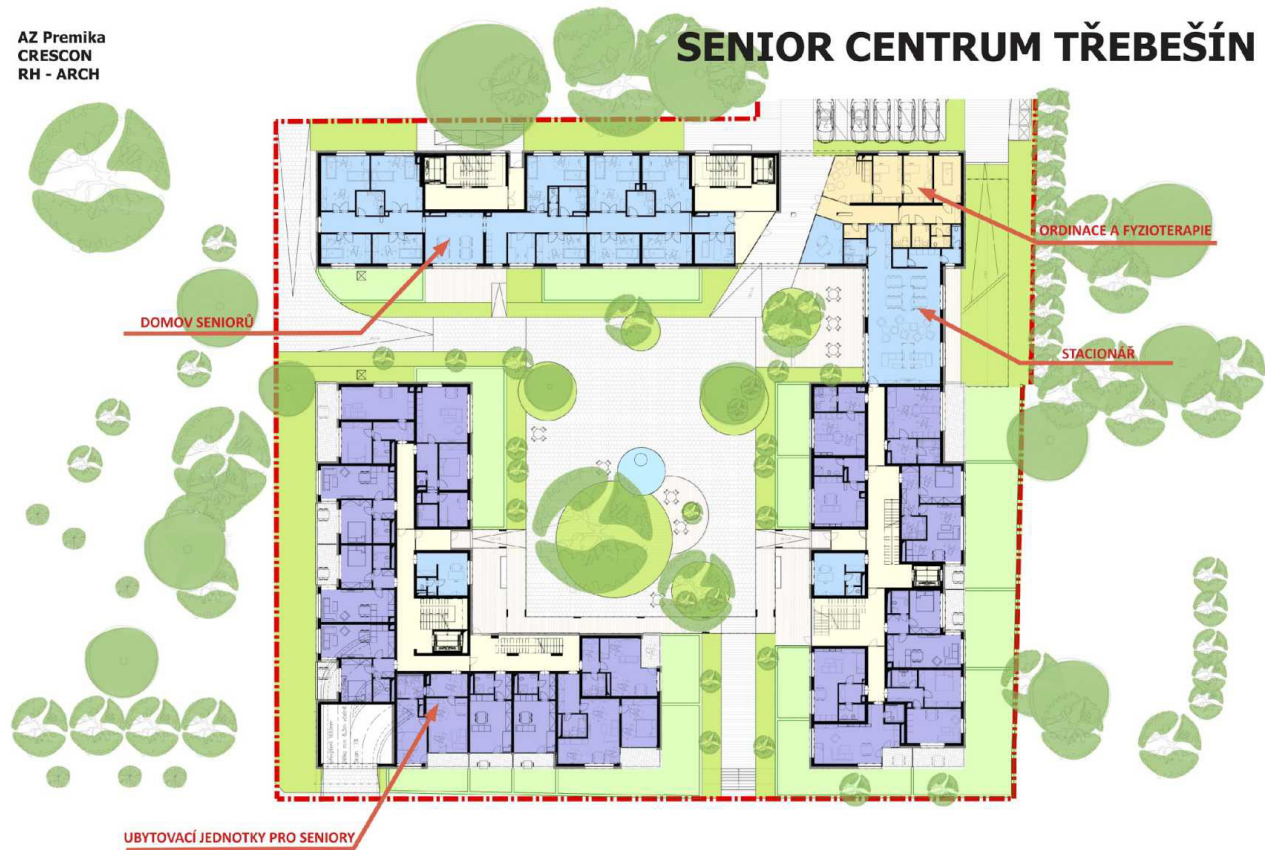 AZ Premika
CRESCON
RH - ARCH
SENIOR CENTRUM TŘEBEŠÍN
ORDINACE A FYZIOTERAPIE
DOMOV SENIORŮ
STACIONÁŘ
UBYTOVACÍ JEDNOTKY PRO SENIORY